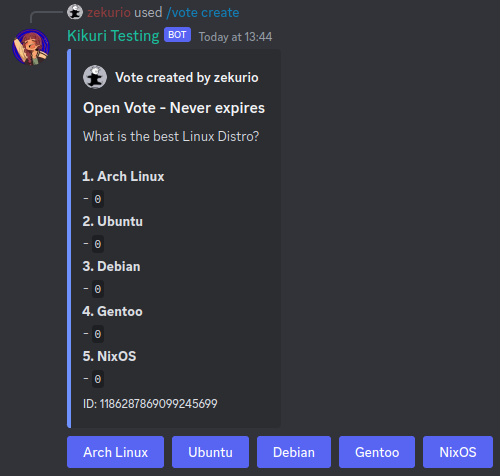 zekurio used /vote create
Kikuri Testing BOT Today at 13:44
Vote created by zekurio
Open Vote - Never expires
What is the best Linux Distro?
1. Arch Linux
- 0
2. Ubuntu
- 0
3. Debian
- 0
4. Gentoo
- 0
5. NixOS
- 0
ID: 1186287869099245699
Arch Linux Ubuntu Debian Gentoo NixOS